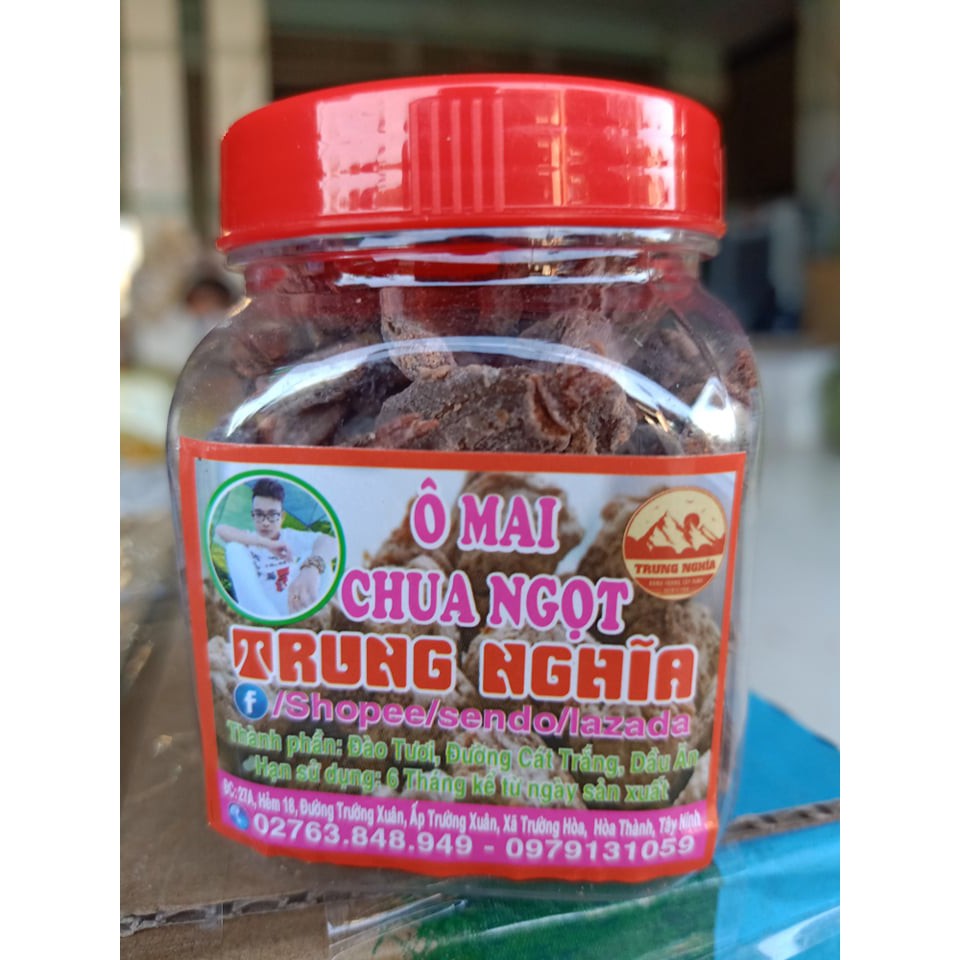 Ô MAI
CHUA NGỌT
TRUNG NGHĨA
TRUNG NGHĨA
f/Shopee/sendo/lazada
Thành phần: Đào Tươi, Đường Cát Trắng, Dầu Ăn
Hạn sử dụng: 6 Tháng kể từ ngày sản xuất
ĐC: 27A, Hẻm 18, Đường Trường Xuân, Ấp Trường Xuân, Xã Trường Hòa, Hòa Thành, Tây Ninh
02763.848.949 - 0979131059